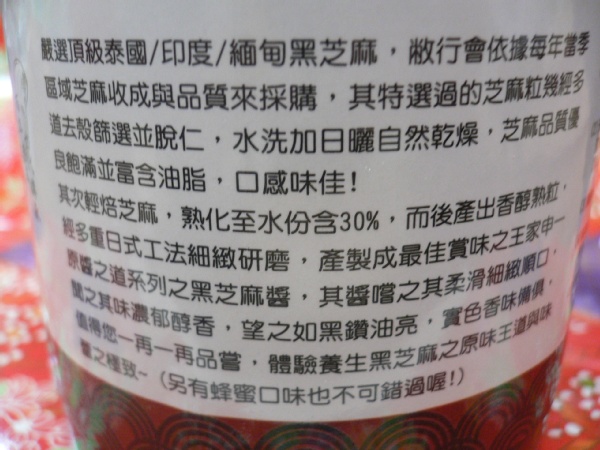 嚴選頂級泰國/印度/緬甸黑芝麻，敝行會依據每年當季
區域芝麻收成與品質來採購，其特選過的芝麻粒幾經多
道去殼篩選並脫仁，水洗加日曬自然乾燥，芝麻品質優
良飽滿並富含油脂，口感味佳!
其次輕焙芝麻，熟化至水份含30%，而後產出香醇熟粒，
經多重日式工法細緻研磨，產製成最佳賞味之王家申一
原醬之道系列之黑芝麻醬，其醬嚐之其柔滑細緻順口，
聞之其味濃郁醇香，望之如黑鑽油亮，實色香味備俱，
值得您一再一再品嘗，體驗養生黑芝麻之原味王道與味
蕾之極致~（另有蜂蜜口味也不可錯過喔!）